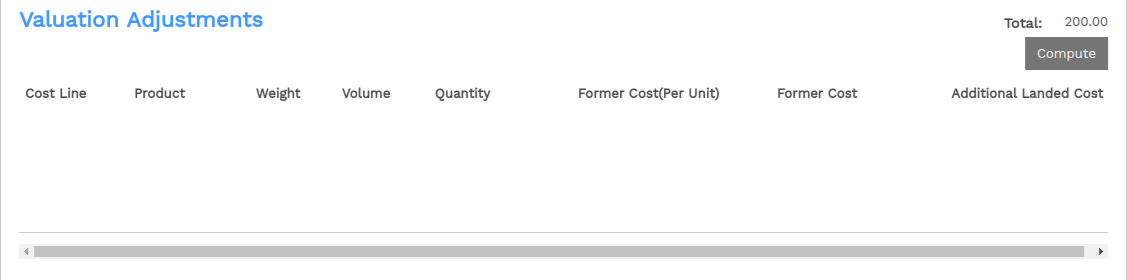 Valuation Adjustments
Total: 200.00
Compute
Cost Line Product Weight Volume Quantity Former Cost(Per Unit) Former Cost Additional Landed Cost